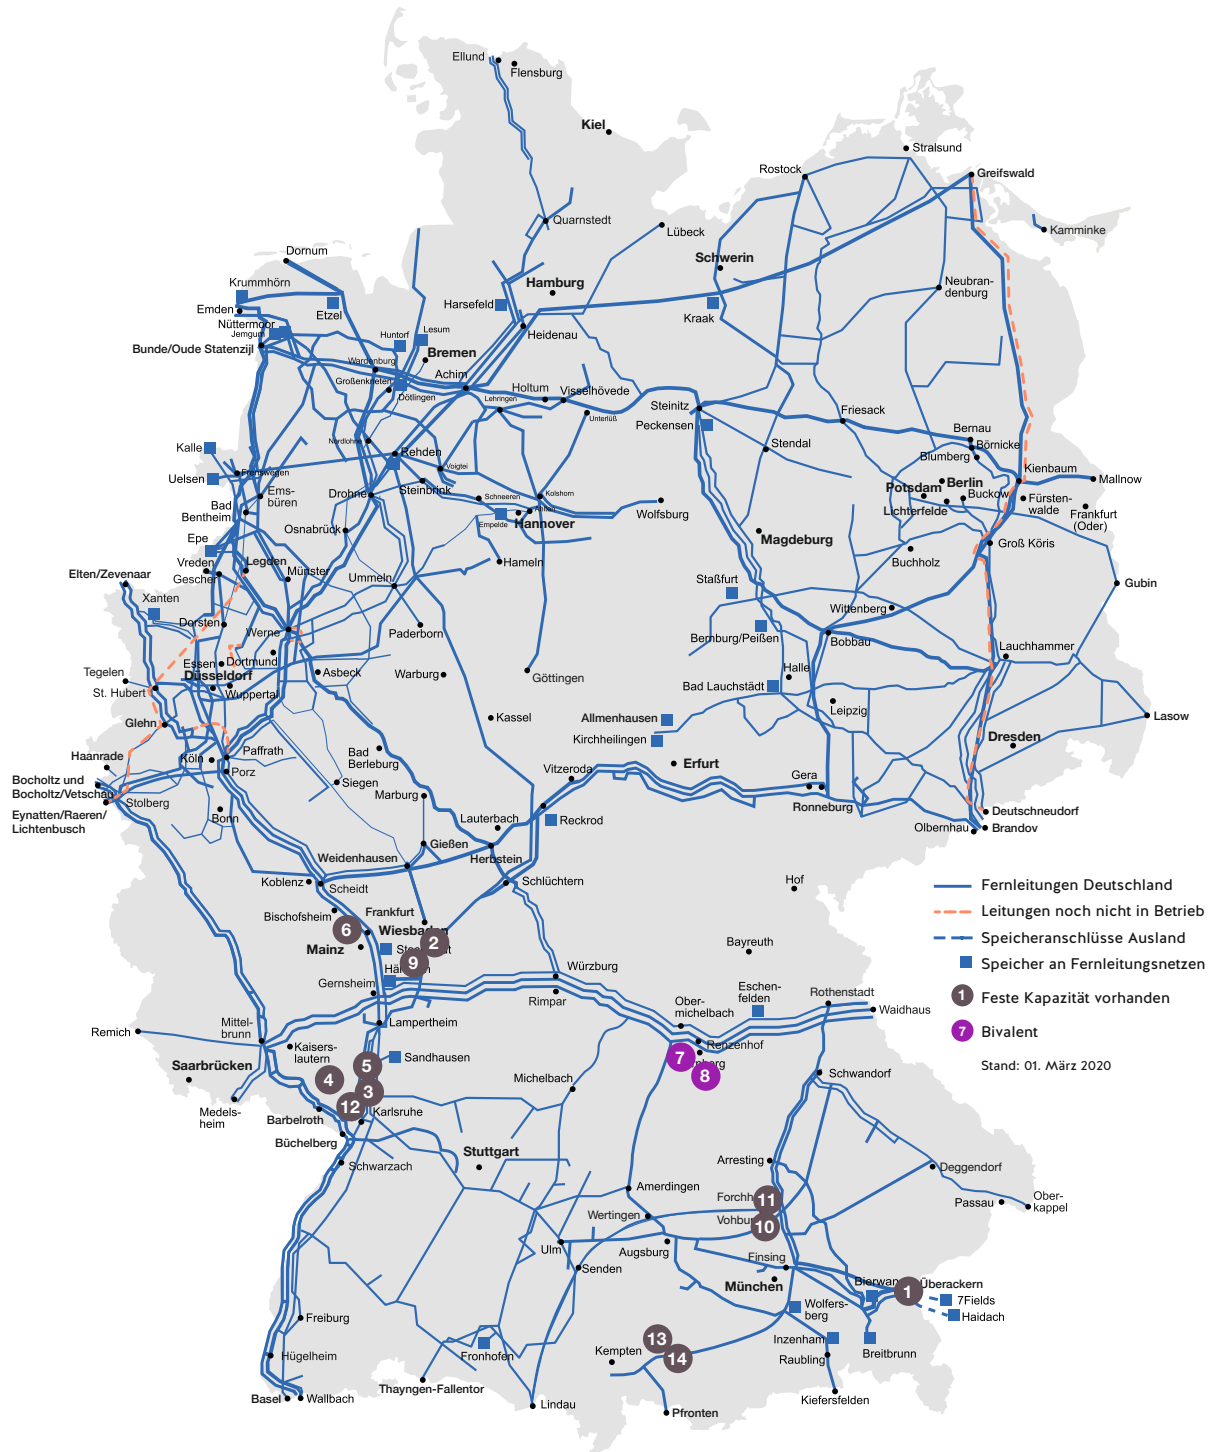 Ellund
Flensburg
Kiel
Stralsund
Rostock
Greifswald
Quarnstedt
Lübeck
Kamminke
Dornum
Schwerin
Krummhörn
Hamburg
Neubran-
denburg
Emden
Etzel
Harsefeld
Kraak
Nüttermoor
Jemgum
Huntorf
Lesum
Heidenau
Bunde/Oude Statenzijl
Bremen
Wardenburg
Achim
Großenkneten
Dötlingen
Holtum
Visselhövede
Lehringen
Steinitz
Friesack
Unterlüß
Peckensen
Bernau
Nordlohne
Stendal
Börnicke
Kalle
Rehden
Blumberg
Kienbaum
Frenswegen
Voigtei
Uelsen
Mallnow
Potsdam
Berlin
Ems-
büren
Drohne
Steinbrink
Schneeren
Kolshorn
Buckow
Fürsten-
walde
Bad
Bentheim
Ahlten
Wolfsburg
Lichterfelde
Frankfurt
(Oder)
Osnabrück
Empelde
Hannover
Magdeburg
Epe
Groß Köris
Vreden
Legden
Hameln
Buchholz
Elten/Zevenaar
Gescher
Münster
Ummeln
Staßfurt
Gubin
Xanten
Wittenberg
Dorsten
Werne
Paderborn
Bernburg/Peißen
Bobbau
Lauchhammer
Essen
Dortmund
Tegelen
Düsseldorf
Asbeck
Warburg
Göttingen
Halle
St. Hubert
Wuppertal
Bad Lauchstädt
Leipzig
Glehn
Kassel
Allmenhausen
Lasow
Kirchheilingen
Dresden
Haanrade
Köln
Paffrath
Bad
Berleburg
Erfurt
Porz
Vitzeroda
Gera
Bocholtz und
Bocholtz/Vetschau
Siegen
Marburg
Stolberg
Ronneburg
Eynatten/Raeren/
Lichtenbusch
Bonn
Lauterbach
Reckrod
Deutschneudorf
Olbernhau
Brandov
Gießen
Weidenhausen
Herbstein
Koblenz
Scheidt
Schlüchtern
Hof
Fernleitungen Deutschland
Bischofsheim
Frankfurt
Leitungen noch nicht in Betrieb
6
2
Mainz
Bayreuth
Speicheranschlüsse Ausland
9
Würzburg
Speicher an Fernleitungsnetzen
Gernsheim
Rimpar
Eschen-
felden
Rothenstadt
1
Feste Kapazität vorhanden
Ober-
michelbach
Waidhaus
Remich
Mittel-
brunn
Lampertheim
7
Bivalent
Kaisers-
lautern
Renzenhof
Saarbrücken
5
Sandhausen
7
Stand: 01. März 2020
4
8
Schwandorf
Michelbach
3
12
Medels-
heim
Barbelroth
Karlsruhe
Büchelberg
Stuttgart
Schwarzach
Arresting
Deggendorf
Amerdingen
11
Passau
Ober-
kappel
Wertingen
10
Ulm
Augsburg
Finsing
Senden
München
1
Überackern
7Fields
Wolfers-
berg
Haidach
Freiburg
13
Inzenham
Breitbrunn
Hügelheim
Fronhofen
Kempten
14
Raubling
Thayngen-Fallentor
Basel
Wallbach
Lindau
Pfronten
Kiefersfelden